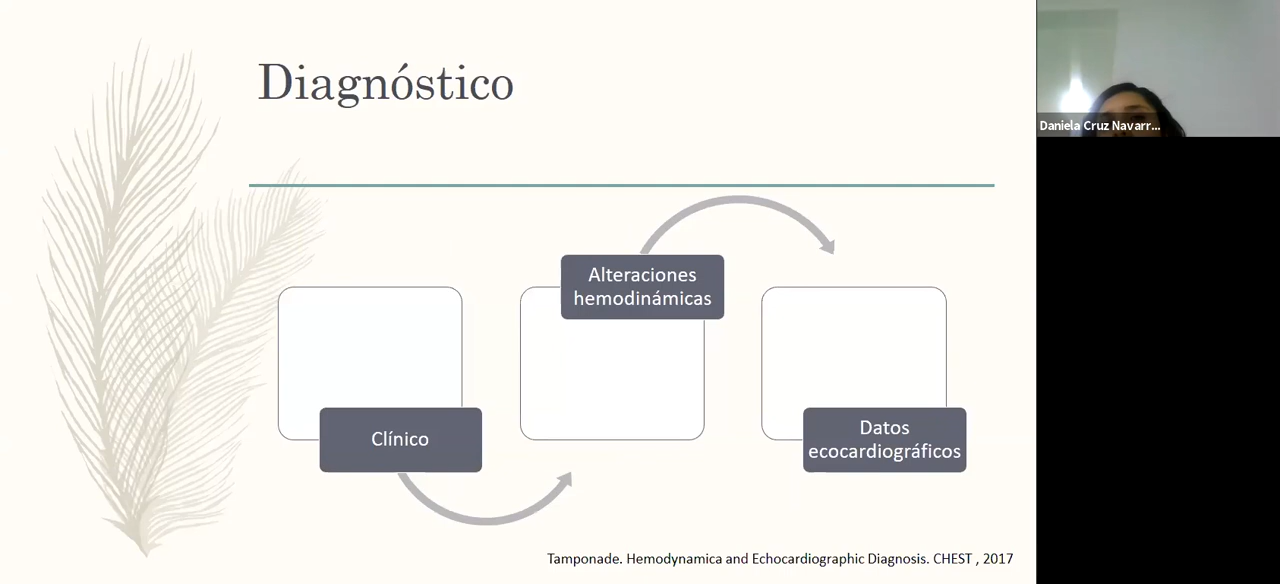 Diagnóstico
Daniela Cruz Navarr...
Alteraciones
hemodinámicas
Clínico
Datos
ecocardiográficos
Tamponade. Hemodynamica and Echocardiographic Diagnosis. CHEST , 2017